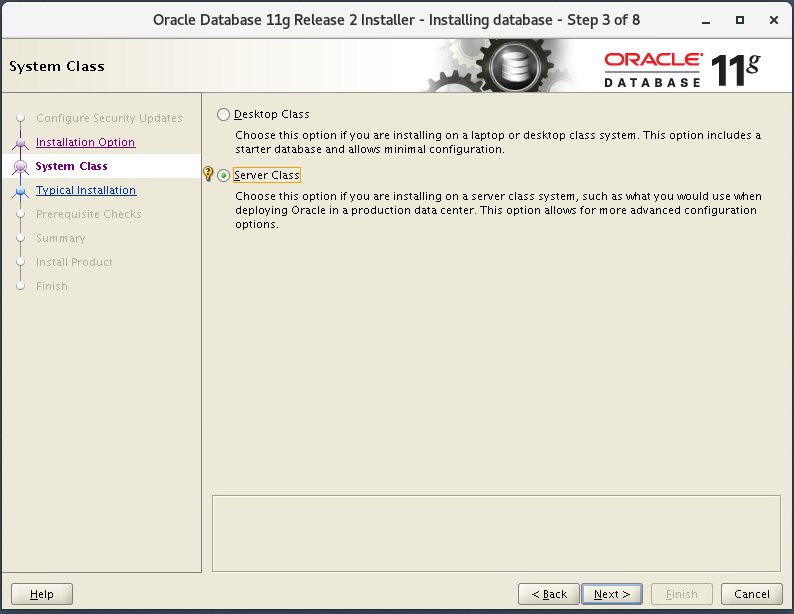 Oracle Database 11g Release 2 Installer - Installing database - Step 3 of 8
System Class
ORACLE
DATABASE
11g
Configure Security Updates
Installation Option
System Class
Typical Installation
Prerequisite Checks
Summary
Install Product
Finish
Desktop Class
Choose this option if you are installing on a laptop or desktop class system. This option includes a
starter database and allows minimal configuration.
Server Class
Choose this option if you are installing on a server class system, such as what you would use when
deploying Oracle in a production data center. This option allows for more advanced configuration
options.
Help
< Back
Next >
Finish
Cancel